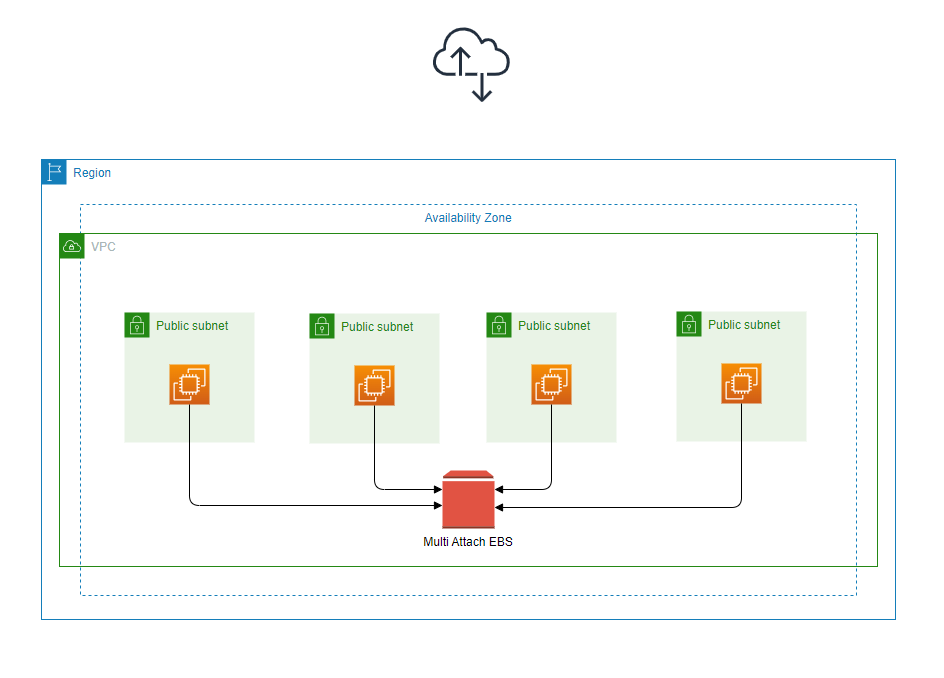 Region
Availability Zone
VPC
Public subnet
Public subnet
Public subnet
Public subnet
Multi Attach EBS